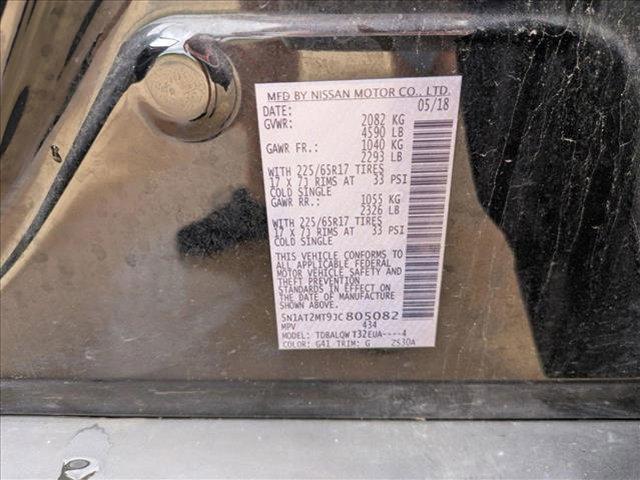 MFD BY NISSAN MOTOR CO., LTD.
DATE: 05/18
GVWR: 2082 KG
4590 LB
GAWR FR.: 1040 KG
2293 LB
WITH 225/65R17 TIRES
17 X 7J RIMS AT 33 PSI
COLD SINGLE
GAWR RR.: 1055 KG
2326 LB
WITH 225/65R17 TIRES
17 X 7J RIMS AT 33 PSI
COLD SINGLE
THIS VEHICLE CONFORMS TO
ALL APPLICABLE FEDERAL
MOTOR VEHICLE SAFETY AND
THEFT PREVENTION
STANDARDS IN EFFECT ON
THE DATE OF MANUFACTURE
SHOWN ABOVE.
5N1AT2MT9JC805082
MPV 434
MODEL: TDBALQW T32EUA----4
COLOR: G41 TRIM: G 2530A